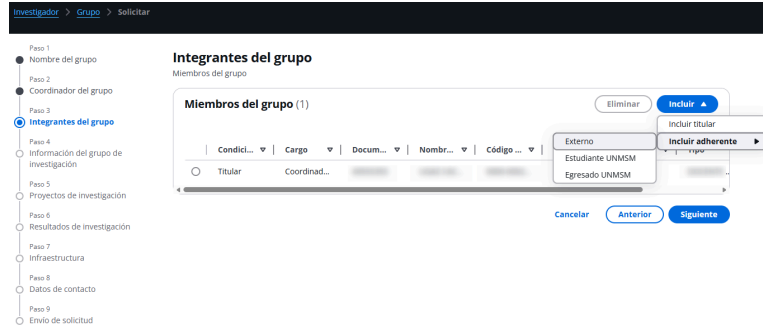 Investigador > Grupo > Solicitar
Paso 1
Nombre del grupo
Paso 2
Coordinador del grupo
Paso 3
Integrantes del grupo
Paso 4
Información del grupo de
investigación
Paso 5
Proyectos de investigación
Paso 6
Resultados de investigación
Paso 7
Infraestructura
Paso 8
Datos de contacto
Paso 9
Envío de solicitud
Integrantes del grupo
Miembros del grupo
Miembros del grupo (1)
Eliminar
Incluir
Incluir titular
Incluir adherente
Externo
Estudiante UNMSM
Egresado UNMSM
Condici... Cargo Docum... Nombr... Código ... Tipo
Titular Coordinad...
Cancelar Anterior Siguiente